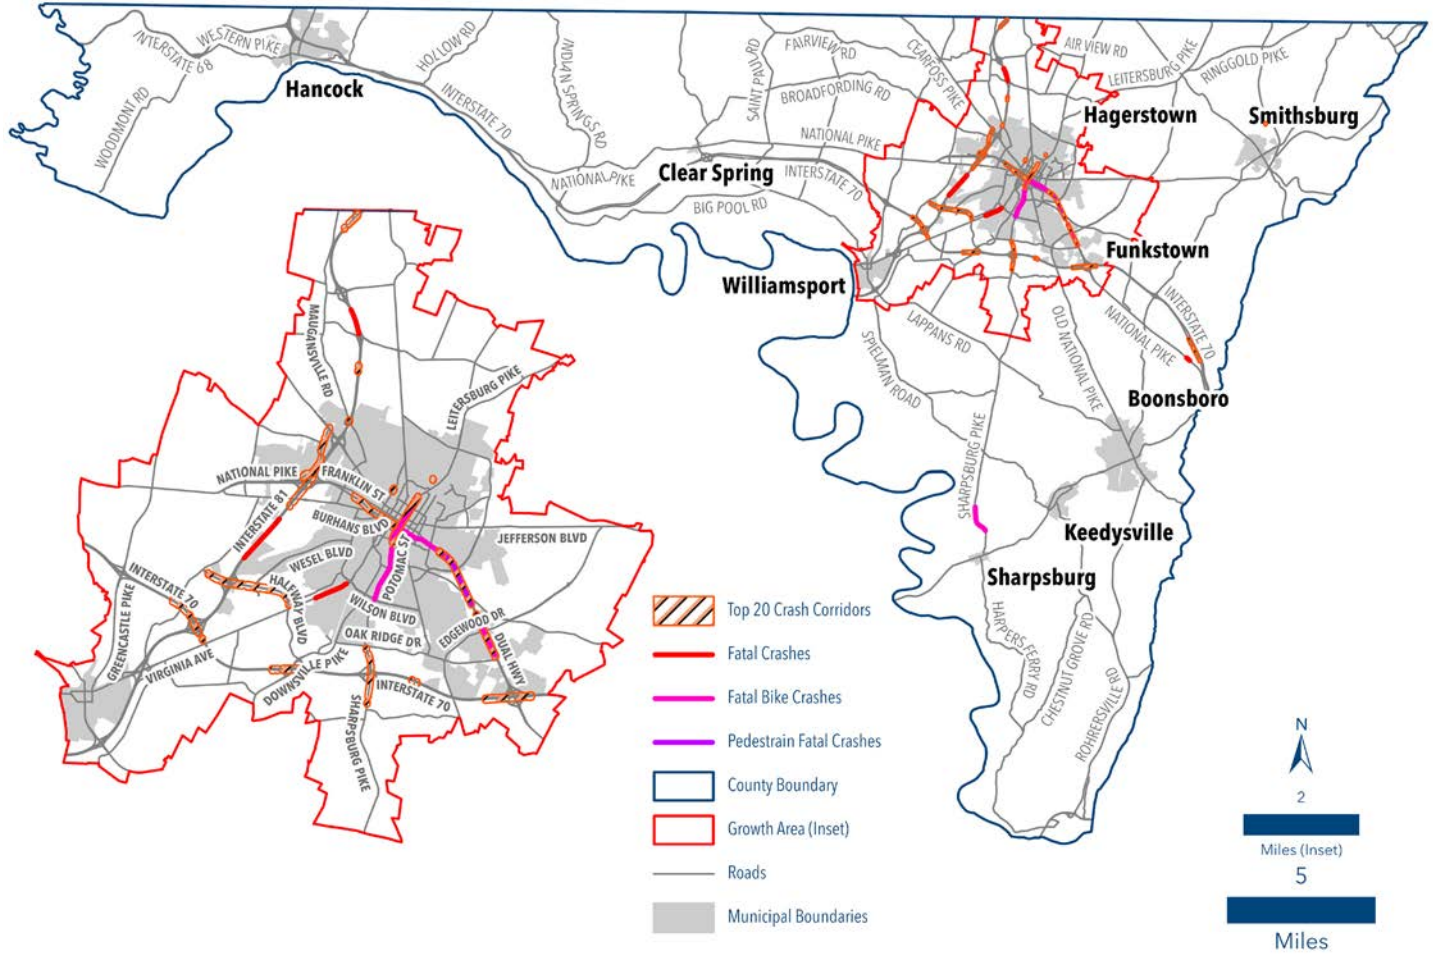 INTERSTATE 68
WESTERN PIKE
HOLLOW RD
INDIAN SPRINGS RD
SAINT PAUL RD
FAIRVIEW RD
CEARFOSS PIKE
AIR VIEW RD
LEITERSBURG PIKE
RINGGOLD PIKE
Hancock
WOODMONT RD
INTERSTATE 70
BROADFORDING RD
Hagerstown
Smithsburg
NATIONAL PIKE
NATIONAL PIKE
Clear Spring
INTERSTATE 70
BIG POOL RD
Funkstown
Williamsport
INTERSTATE 70
LAPPANS RD
OLD NATIONAL PIKE
NATIONAL PIKE
SPIELMAN ROAD
Boonsboro
SHARPSBURG PIKE
Keedysville
Sharpsburg
HARPERS FERRY RD
CHESTNUT GROVE RD
ROHRERSVILLE RD
MAUGANSVILLE RD
LEITERSBURG PIKE
NATIONAL PIKE
FRANKLIN ST
INTERSTATE 81
BURHANS BLVD
JEFFERSON BLVD
WESEL BLVD
POTOMAC ST
INTERSTATE 70
HALFWAY BLVD
WILSON BLVD
GREENCASTLE PIKE
OAK RIDGE DR
EDGEWOOD DR
DUAL HWY
VIRGINIA AVE
DOWNSVILLE PIKE
INTERSTATE 70
SHARPSBURG PIKE
Top 20 Crash Corridors
Fatal Crashes
Fatal Bike Crashes
Pedestrain Fatal Crashes
County Boundary
Growth Area (Inset)
Roads
Municipal Boundaries
N
2
Miles (Inset)
5
Miles